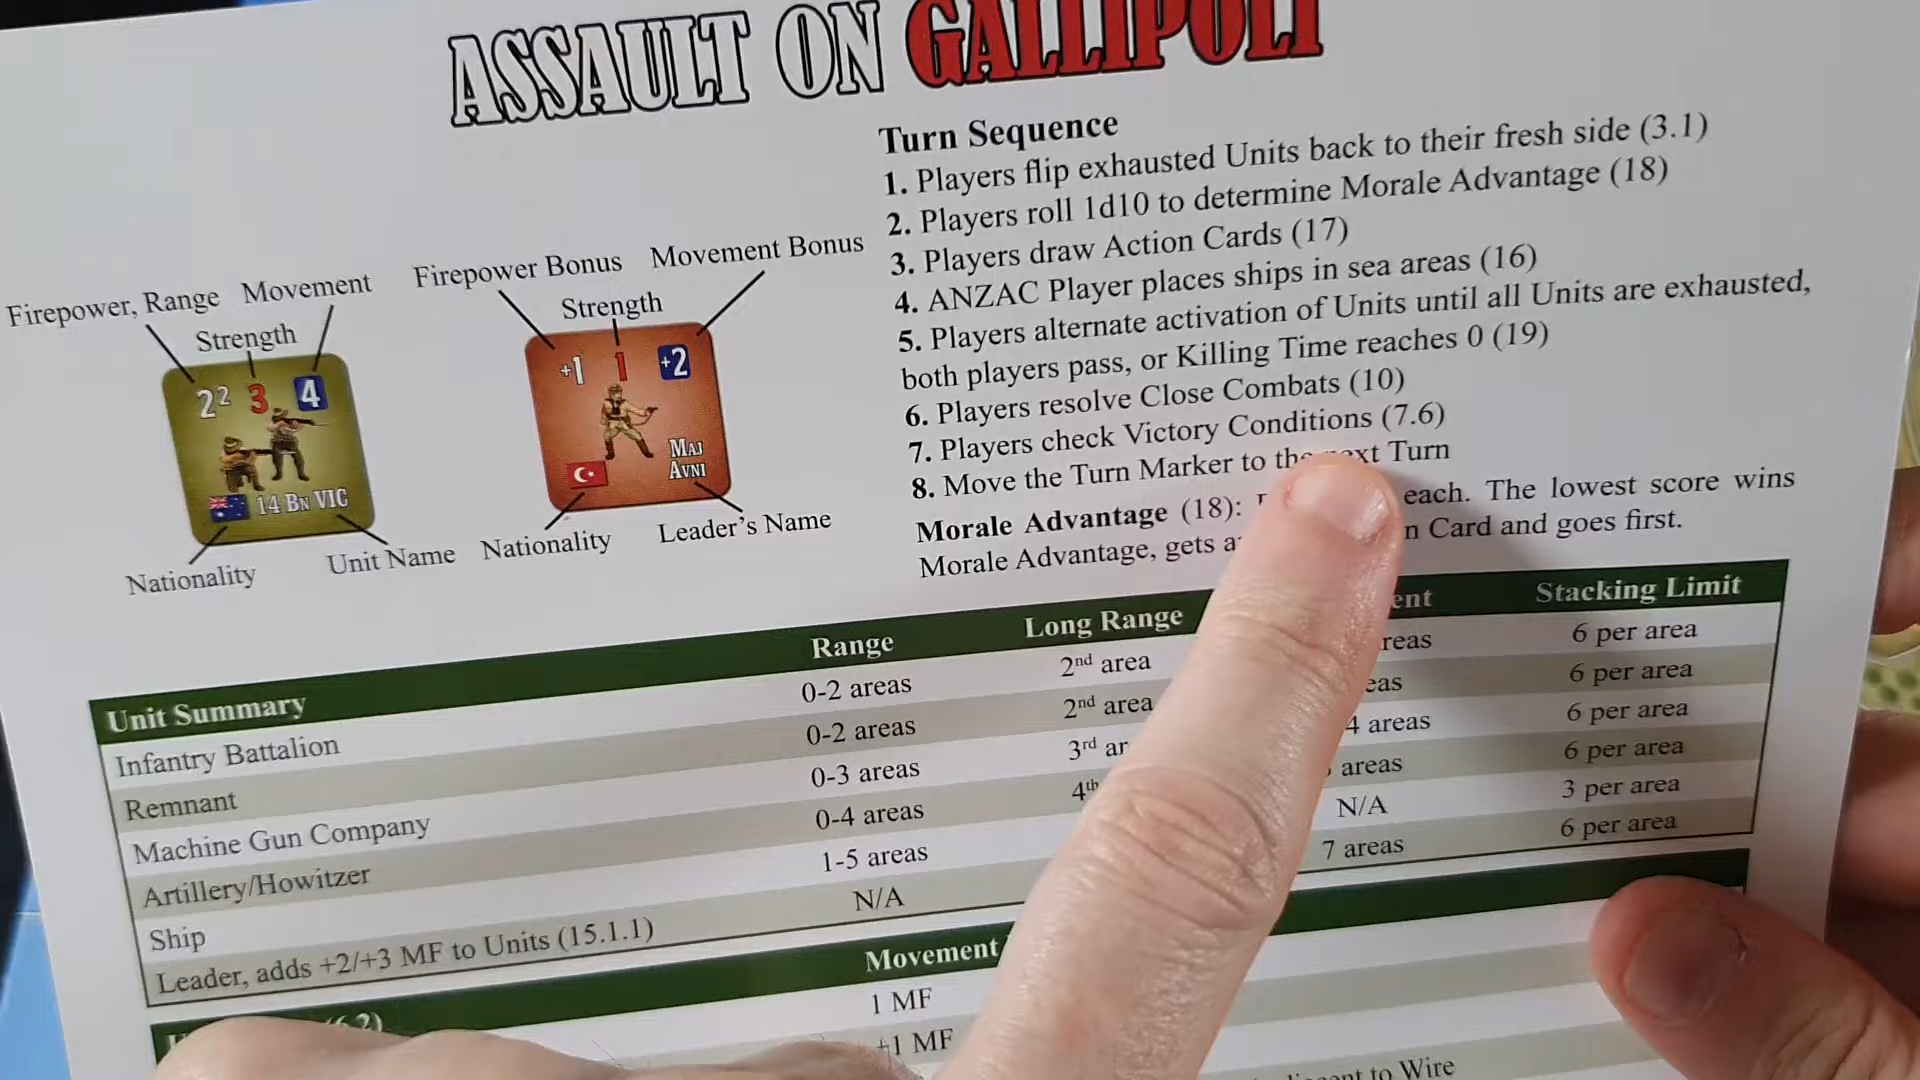 ASSAULT ON GALLIPOLI
Turn Sequence
1. Players flip exhausted Units back to their fresh side (3.1)
2. Players roll 1d10 to determine Morale Advantage (18)
3. Players draw Action Cards (17)
4. ANZAC Player places ships in sea areas (16)
5. Players alternate activation of Units until all Units are exhausted,
both players pass, or Killing Time reaches 0 (19)
6. Players resolve Close Combats (10)
7. Players check Victory Conditions (7.6)
8. Move the Turn Marker to the next Turn
Morale Advantage (18): each. The lowest score wins
Morale Advantage, gets Card and goes first.
Firepower, Range Movement
Strength
2 2 3 4
14 BN VIC
Nationality Unit Name
Firepower Bonus Movement Bonus
Strength
+1 1 +2
MAJ
AVNI
Nationality Leader's Name
Unit Summary Range Long Range Stacking Limit
Infantry Battalion 0-2 areas 2nd area 6 per area
Remnant 0-2 areas 2nd area 6 per area
Machine Gun Company 0-3 areas 3rd 4 areas 6 per area
Artillery/Howitzer 0-4 areas 4th areas 6 per area
Ship 1-5 areas N/A 3 per area
Leader, adds +2/+3 MF to Units (15.1.1) N/A 7 areas 6 per area
Movement
1 MF
+1 MF
to Wire